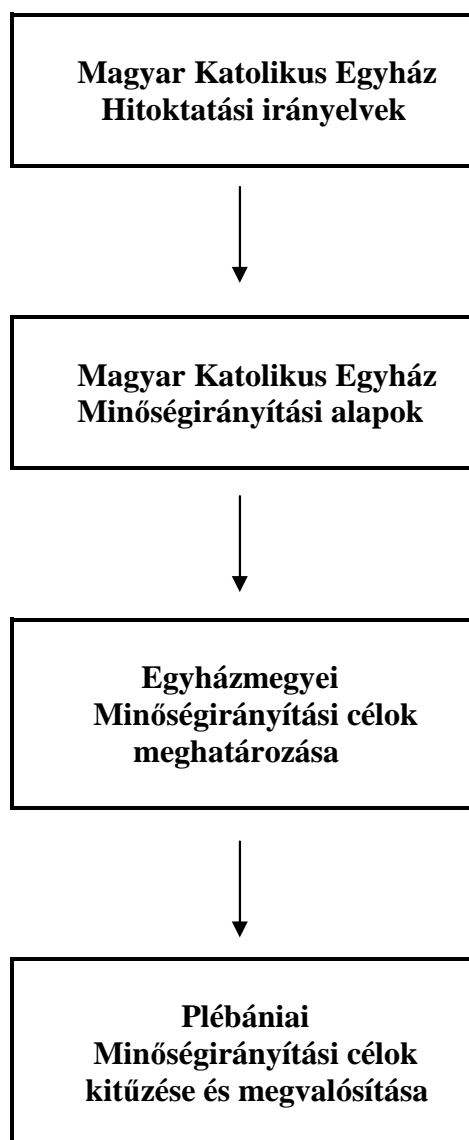 Magyar Katolikus Egyház
Hitoktatási irányelvek
Magyar Katolikus Egyház
Minőségirányítási alapok
Egyházmegyei
Minőségirányítási célok
meghatározása
Plébániai
Minőségirányítási célok
kitűzése és megvalósítása